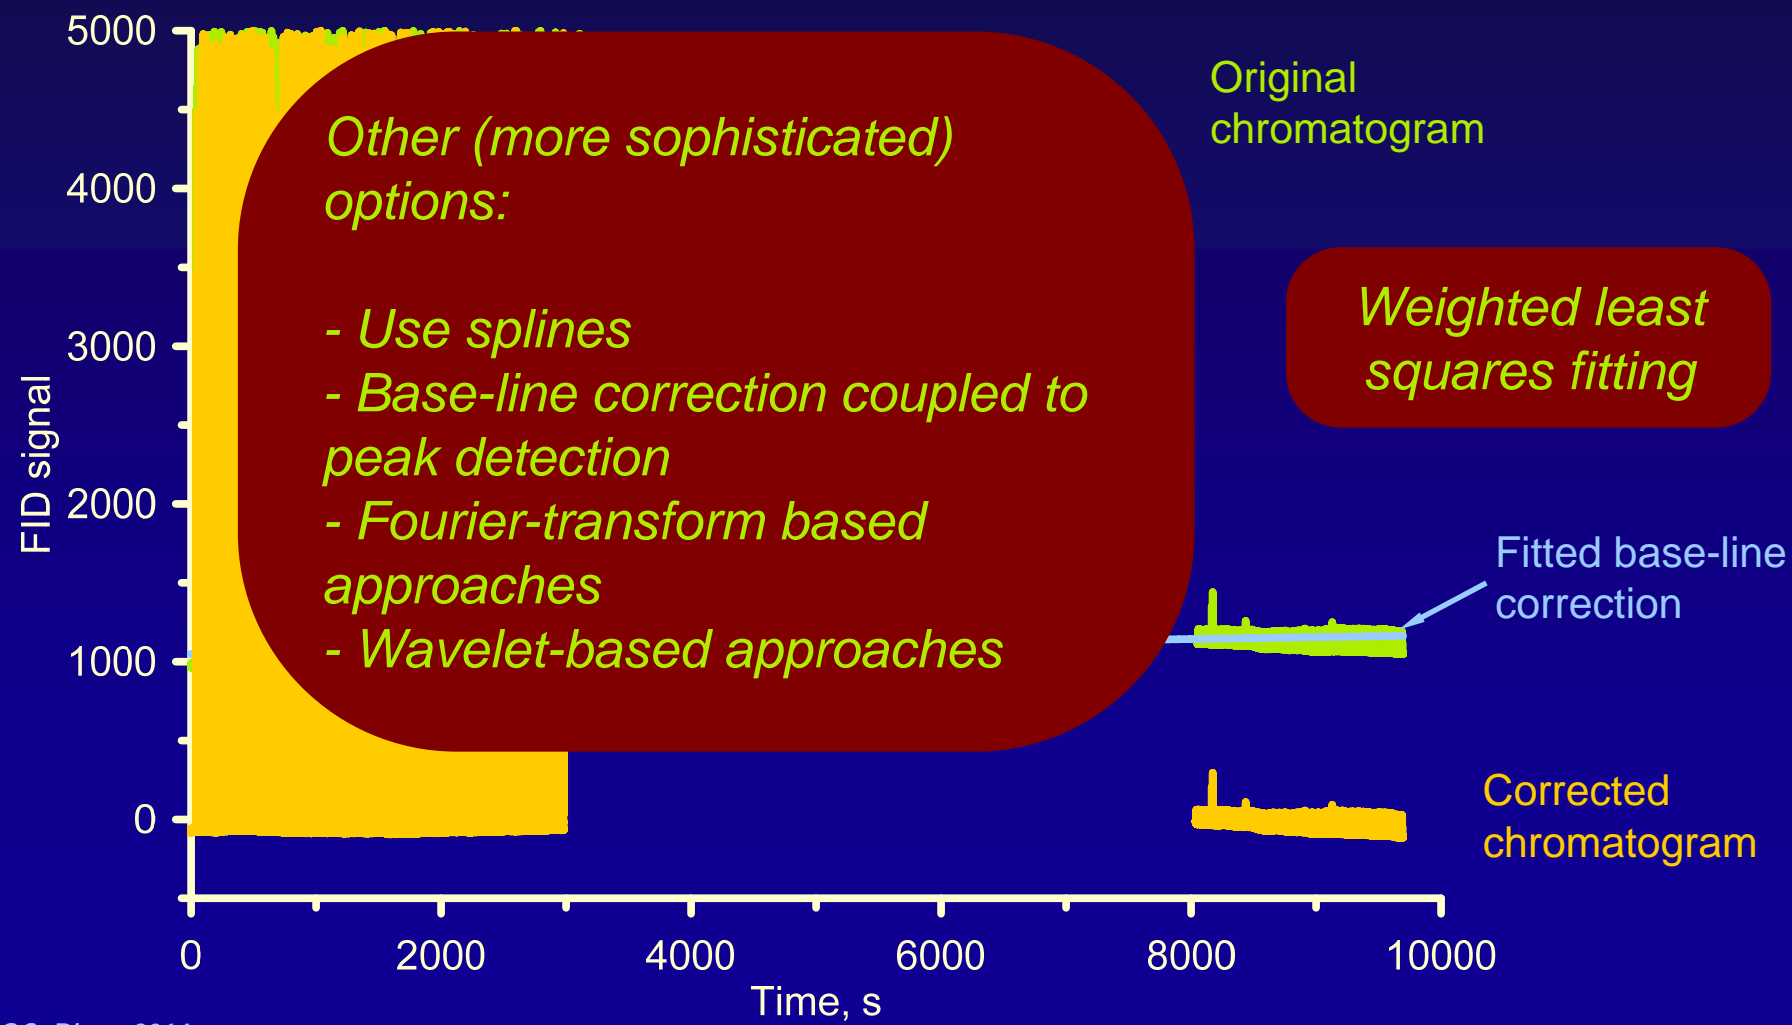 5000
4000
3000
2000
1000
0
FID signal
0
2000
4000
6000
8000
10000
Time, s
Other (more sophisticated)
options:
- Use splines
- Base-line correction coupled to
peak detection
- Fourier-transform based
approaches
- Wavelet-based approaches
Original
chromatogram
Weighted least
squares fitting
Fitted base-line
correction
Corrected
chromatogram